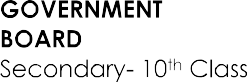 GOVERNMENT
BOARD
Secondary- 10th Class